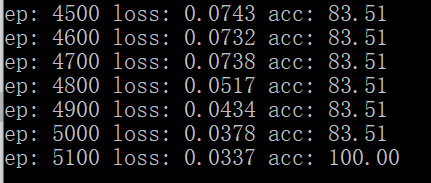 ep: 4500 loss: 0.0743 acc: 83.51
ep: 4600 loss: 0.0732 acc: 83.51
ep: 4700 loss: 0.0738 acc: 83.51
ep: 4800 loss: 0.0517 acc: 83.51
ep: 4900 loss: 0.0434 acc: 83.51
ep: 5000 loss: 0.0378 acc: 83.51
ep: 5100 loss: 0.0337 acc: 100.00